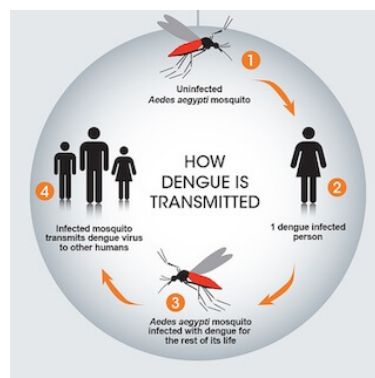 1
Uninfected
Aedes aegypti mosquito
HOW
DENGUE IS
TRANSMITTED
2
1 dengue infected
person
3
Aedes aegypti mosquito
infected with dengue for
the rest of its life
4
Infected mosquito
transmits dengue virus
to other humans